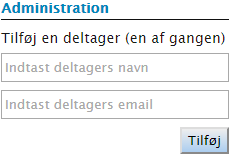 Administration
Tilføj en deltager (en af gangen)
Indtast deltagers navn
Indtast deltagers email
Tilføj